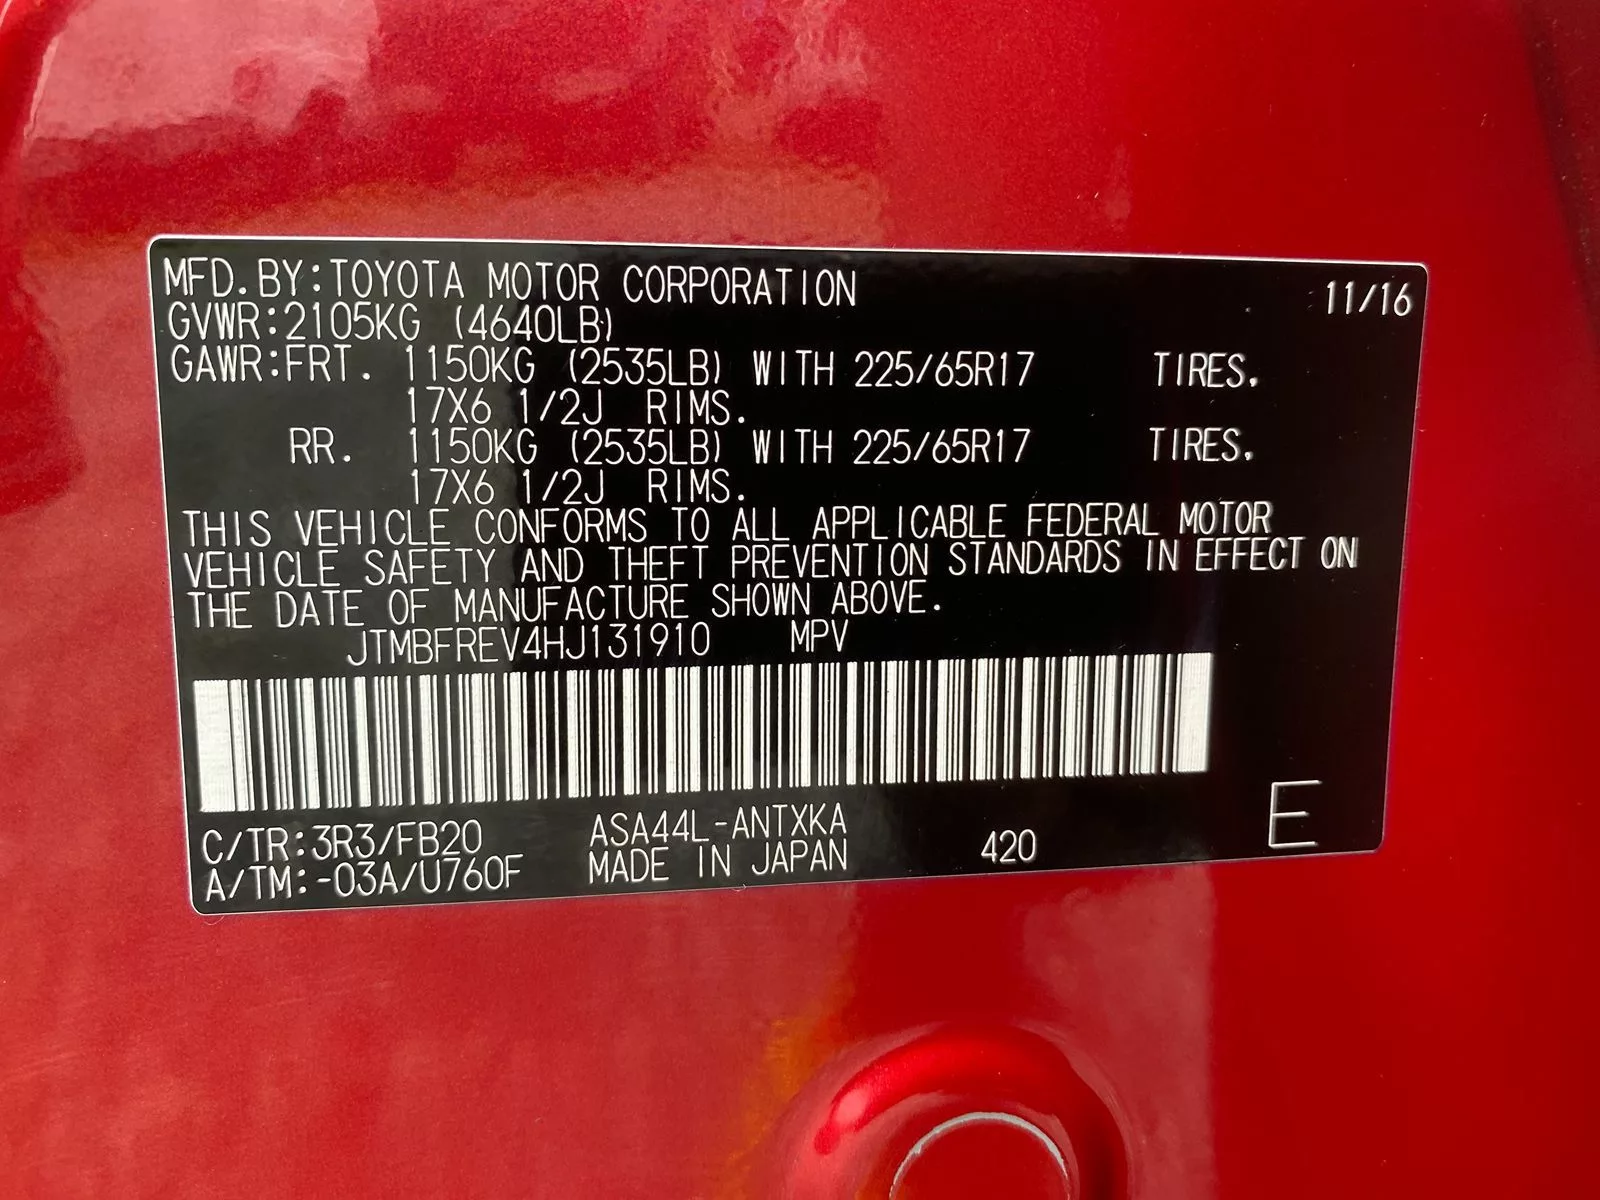 MFD. BY:TOYOTA MOTOR CORPORATION 11/16
GVWR:2105KG (4640LB)
GAWR:FRT. 1150KG (2535LB) WITH 225/65R17 TIRES.
17X6 1/2J RIMS.
RR. 1150KG (2535LB) WITH 225/65R17 TIRES.
17X6 1/2J RIMS.
THIS VEHICLE CONFORMS TO ALL APPLICABLE FEDERAL MOTOR
VEHICLE SAFETY AND THEFT PREVENTION STANDARDS IN EFFECT ON
THE DATE OF MANUFACTURE SHOWN ABOVE.
JTMBFREV4HJ131910 MPV
C/TR:3R3/FB20 ASA44L-ANTXKA
A/TM:-03A/U760F MADE IN JAPAN 420 E